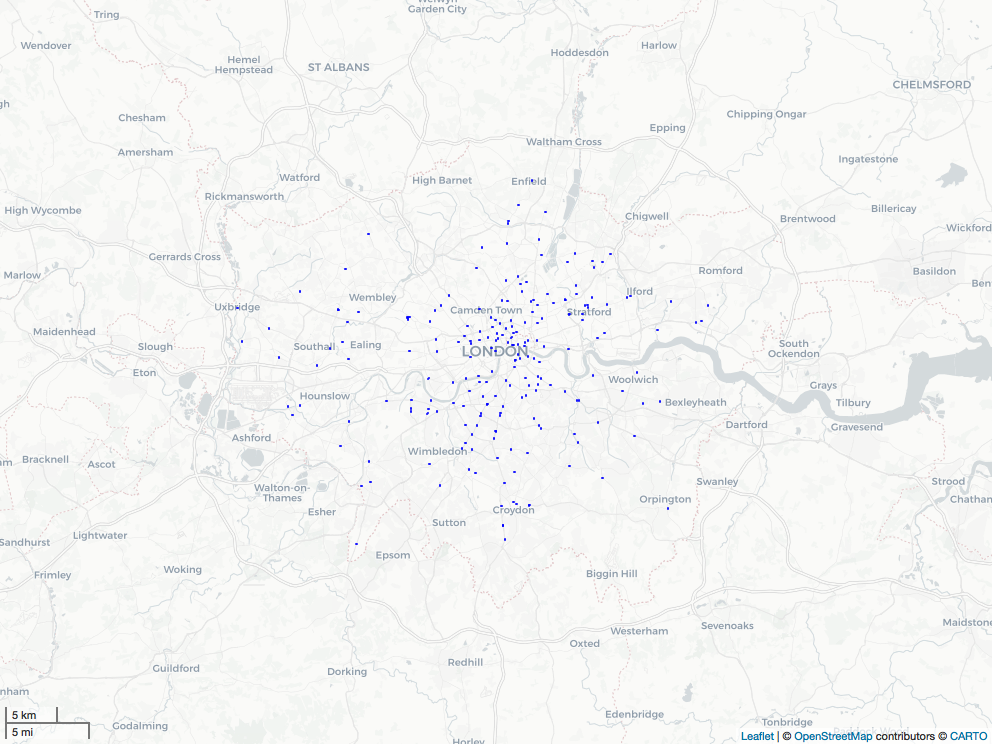 Welwyn
Garden City
Tring
Wendover
Hemel
Hempstead
ST ALBANS
Hoddesdon
Harlow
CHELMSFORD
gh
Chesham
Chipping Ongar
Epping
Waltham Cross
Amersham
Ingatestone
Watford
High Barnet
Enfield
Rickmansworth
High Wycombe
Chigwell
Brentwood
Billericay
Wickford
Gerrards Cross
Marlow
Romford
Basildon
Ben
Uxbridge
Wembley
Ilford
Camden Town
Stratford
Maidenhead
Slough
Southall
Ealing
LONDON
South
Ockendon
Eton
Woolwich
Grays
Hounslow
Bexleyheath
Tilbury
Dartford
Gravesend
Ashford
Wimbledon
am
Bracknell
Ascot
Walton-on-
Thames
Swanley
Strood
Orpington
Chatham
Esher
Croydon
Sutton
Lightwater
Sandhurst
Epsom
Frimley
Woking
Biggin Hill
Maidstone
Sevenoaks
Westerham
Oxted
Redhill
Guildford
Dorking
nham
Edenbridge
Tonbridge
Godalming
Horley
5 km
5 mi
Leaflet | © OpenStreetMap contributors © CARTO